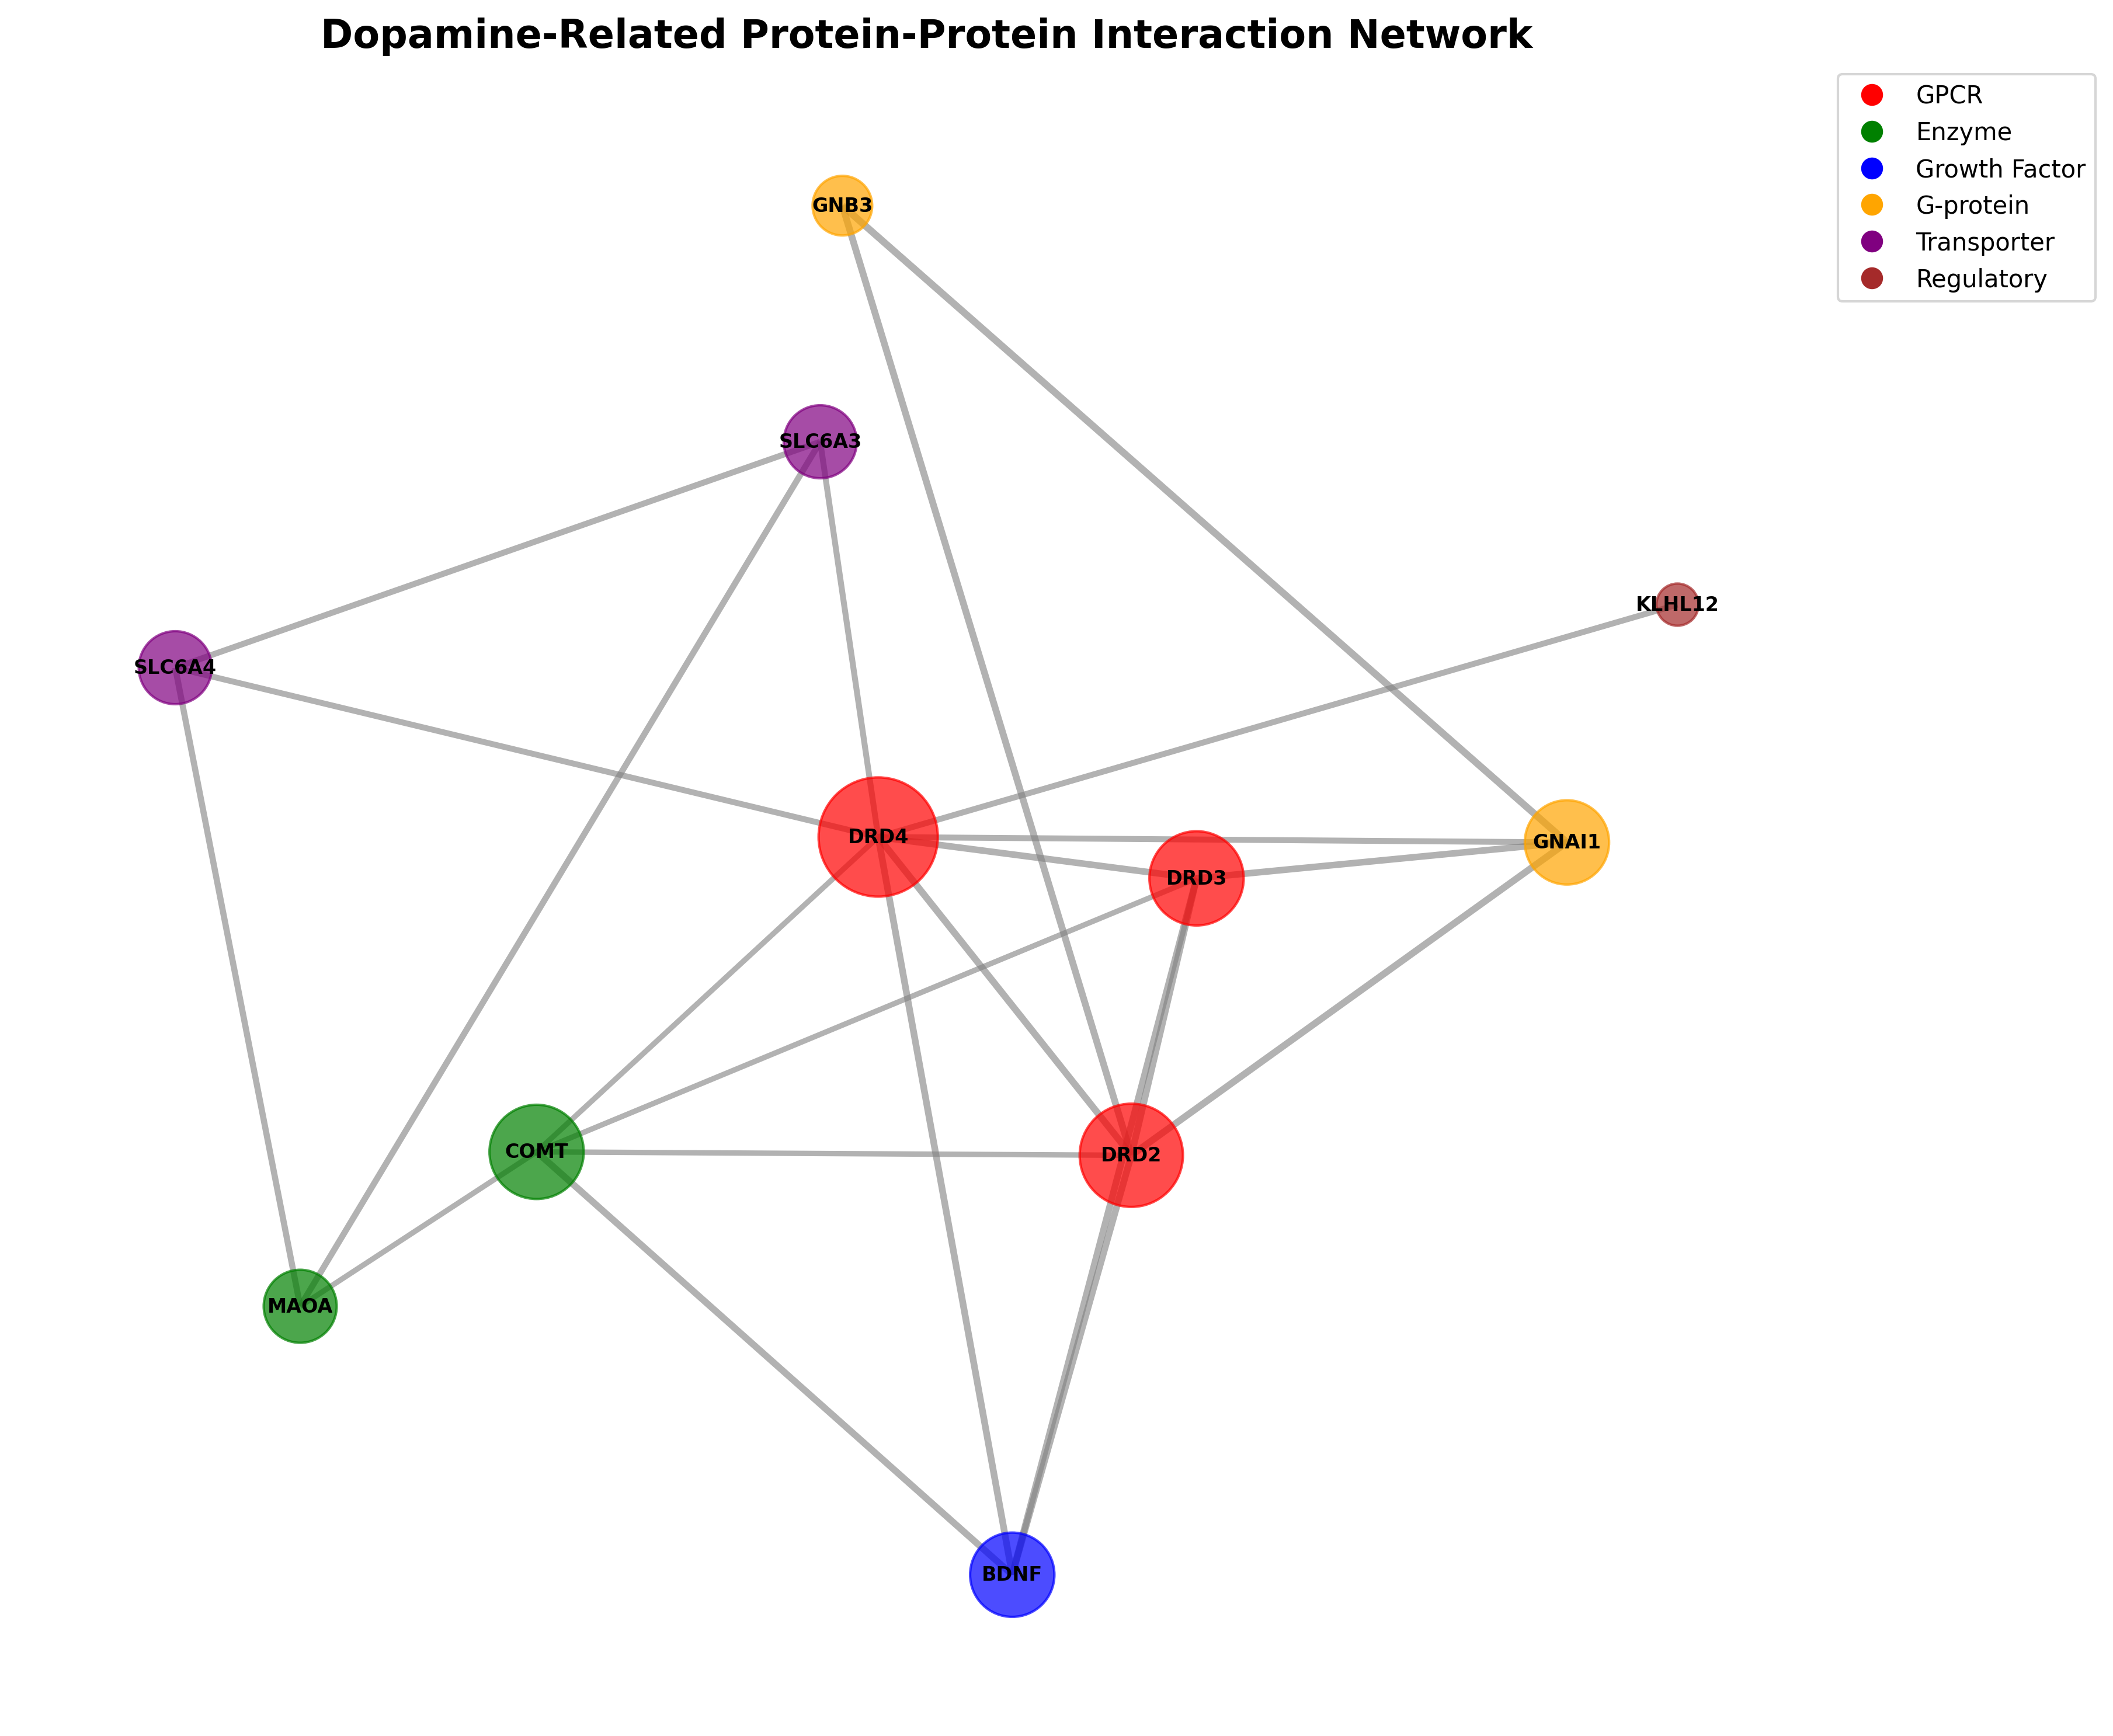 Dopamine-Related Protein-Protein Interaction Network
GPCR
Enzyme
Growth Factor
G-protein
Transporter
Regulatory
GNB3
SLC6A3
KLHL12
SLC6A4
DRD4
GNAI1
DRD3
COMT
DRD2
MAOA
BDNF